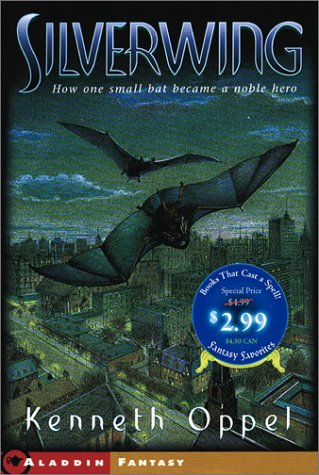 SILVERWING
How one small bat became a noble hero
Books That Cast a Spell!
Special Price
$4.99
$2.99
$4.50 CAN
Fantasy Favorites
Kenneth Oppel
ALADDIN FANTASY